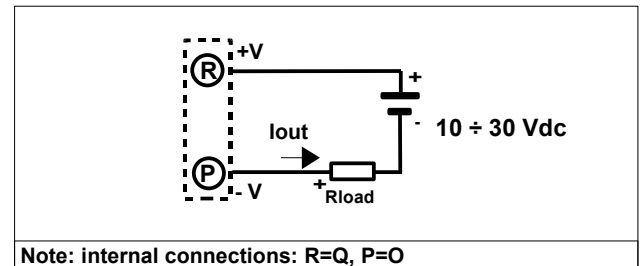 +V
R
+
Iout
-
10 ÷ 30 Vdc
P
- V
+
Rload
Note: internal connections: R=Q, P=O